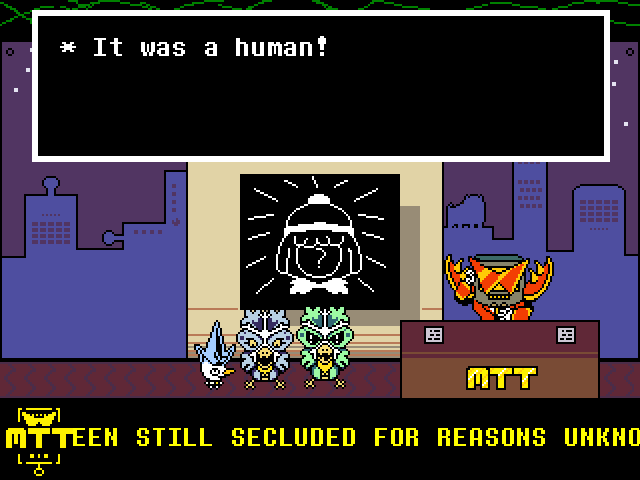 * It was a human!
?
MTT
MTT
EEN STILL SECLUDED FOR REASONS UNKNO